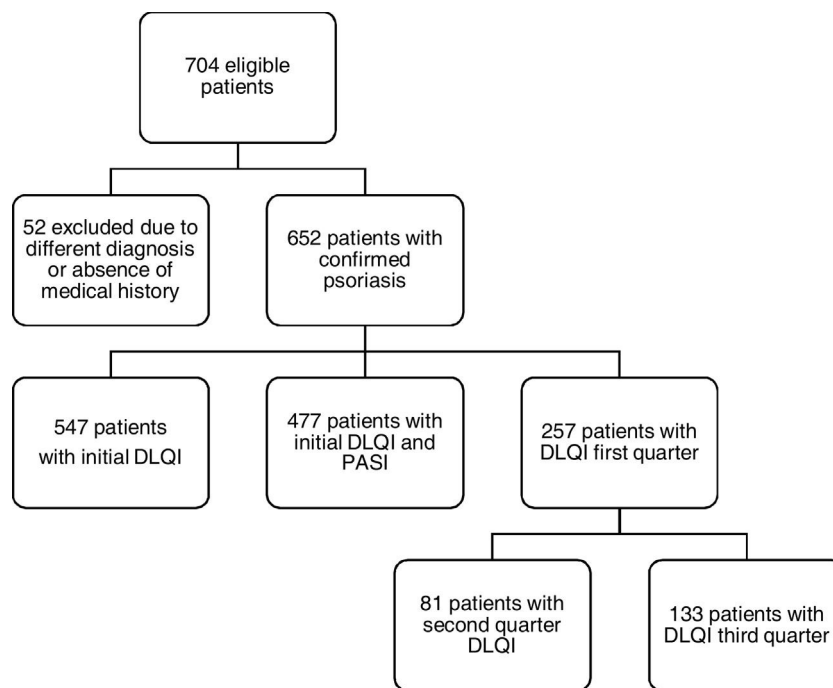 704 eligible
patients
52 excluded due to
different diagnosis
or absence of
medical history
652 patients with
confirmed
psoriasis
547 patients
with initial DLQI
477 patients with
initial DLQI and
PASI
257 patients with
DLQI first quarter
81 patients with
second quarter
DLQI
133 patients with
DLQI third quarter